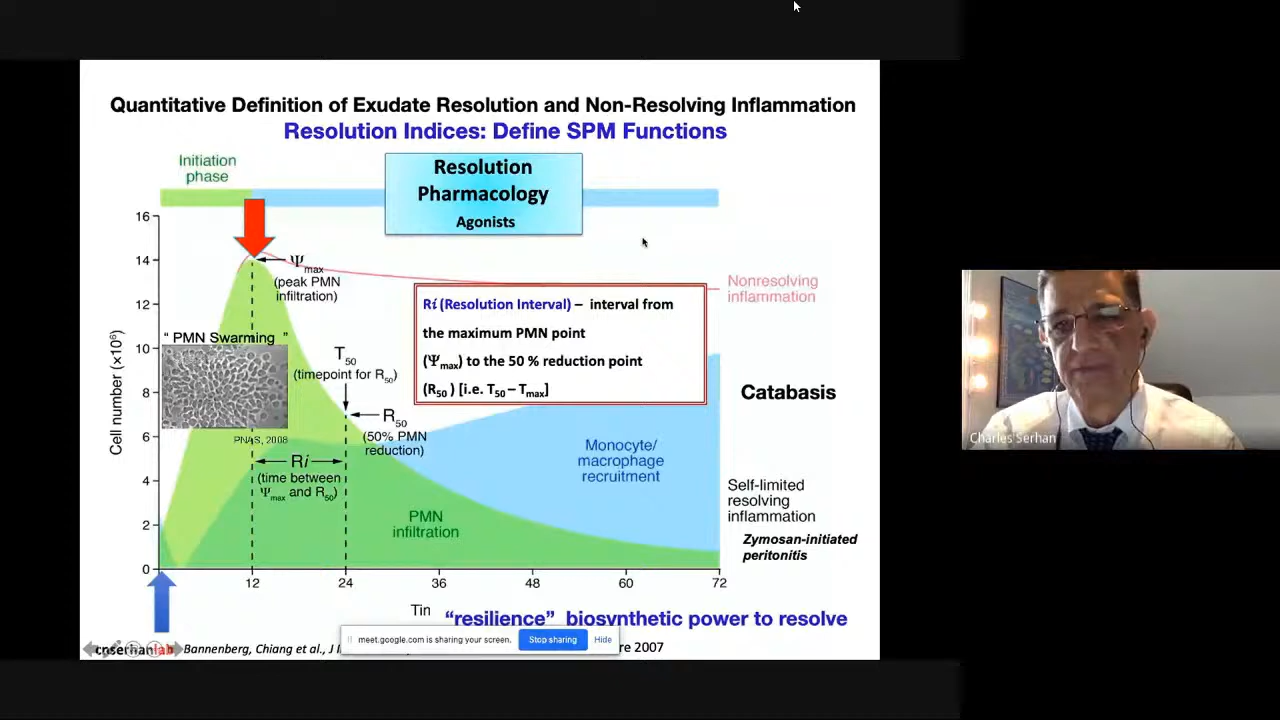 Quantitative Definition of Exudate Resolution and Non-Resolving Inflammation
Resolution Indices: Define SPM Functions
Initiation
phase
Resolution
Pharmacology
Agonists
16
14
12
10
8
6
4
2
0
Cell number (×10⁶)
Ψmax
(peak PMN
infiltration)
Nonresolving
inflammation
Ri (Resolution Interval) – interval from
the maximum PMN point
(Ψmax) to the 50 % reduction point
(R50 ) [i.e. T50 – Tmax]
“ PMN Swarming ”
PNAS, 2008
T50
(timepoint for R50)
R50
(50% PMN
reduction)
Ri
(time between
Ψmax and R50)
Catabasis
Monocyte/
macrophage
recruitment
PMN
infiltration
Self-limited
resolving
inflammation
Zymosan-initiated
peritonitis
12 24 36 48 60 72
“resilience” biosynthetic power to resolve
meet.google.com is sharing your screen.
Stop sharing
Hide
Bannenberg, Chiang et al., J
2007
Charles Serhan